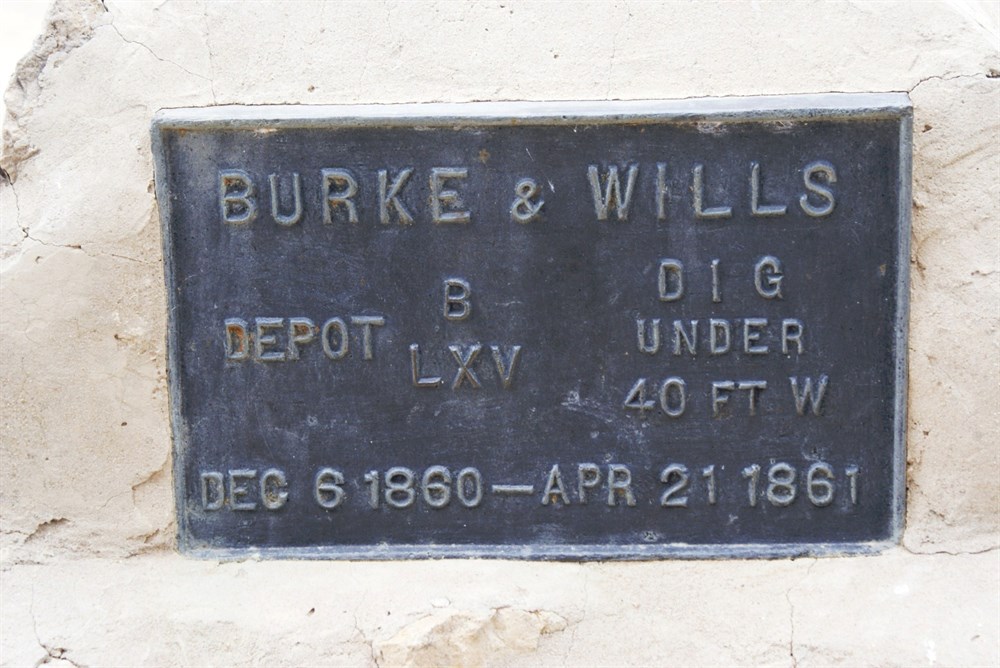 BURKE & WILLS
DEPOT
B
LXV
DIG
UNDER
40 FT W
DEC 6 1860 — APR 21 1861